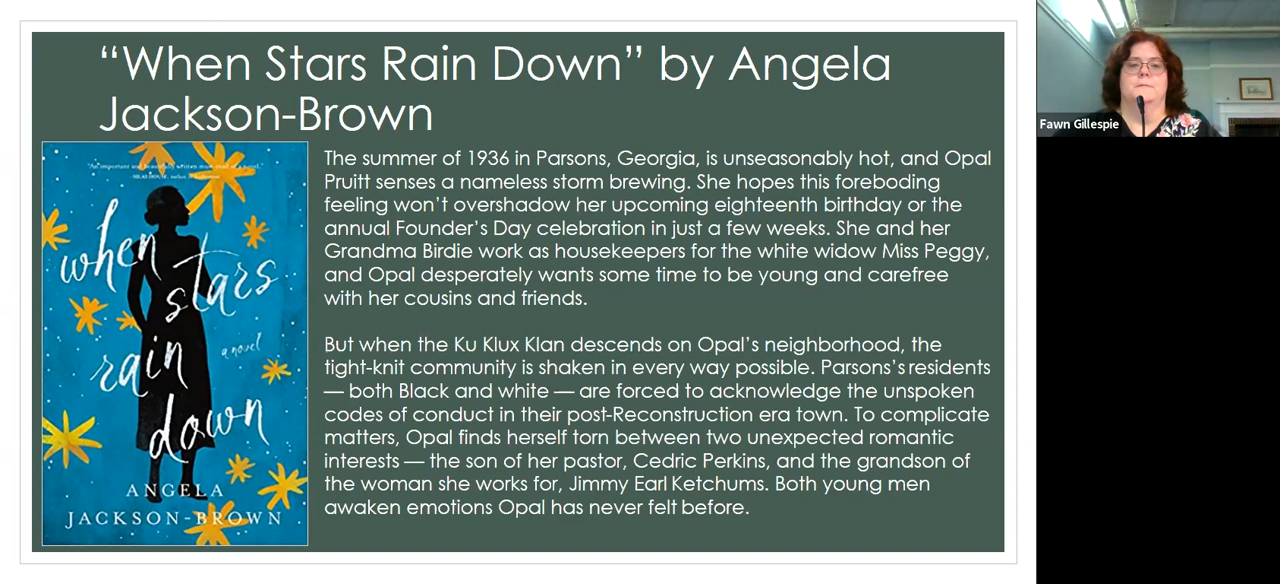 “When Stars Rain Down” by Angela
Jackson-Brown
The summer of 1936 in Parsons, Georgia, is unseasonably hot, and Opal
Pruitt senses a nameless storm brewing. She hopes this foreboding
feeling won’t overshadow her upcoming eighteenth birthday or the
annual Founder’s Day celebration in just a few weeks. She and her
Grandma Birdie work as housekeepers for the white widow Miss Peggy,
and Opal desperately wants some time to be young and carefree
with her cousins and friends.
But when the Ku Klux Klan descends on Opal’s neighborhood, the
tight-knit community is shaken in every way possible. Parsons’s residents
— both Black and white — are forced to acknowledge the unspoken
codes of conduct in their post-Reconstruction era town. To complicate
matters, Opal finds herself torn between two unexpected romantic
interests — the son of her pastor, Cedric Perkins, and the grandson of
the woman she works for, Jimmy Earl Ketchums. Both young men
awaken emotions Opal has never felt before.
“An important and beautifully written
when
stars
rain
a novel
down
ANGELA
JACKSON-BROWN
Fawn Gillespie